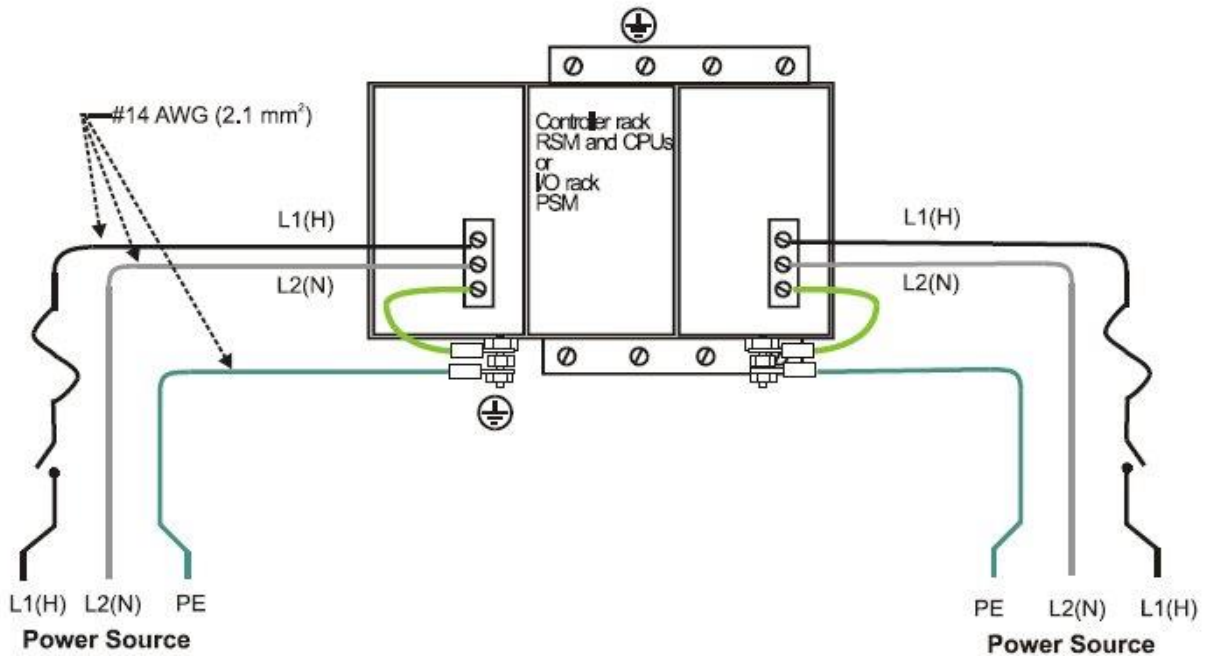 #14 AWG (2.1 mm²)
Controller rack
RSM and CPUs
or
I/O rack
PSM
L1(H)
L2(N)
L1(H)
L2(N)
L1(H) L2(N) PE
Power Source
PE L2(N) L1(H)
Power Source